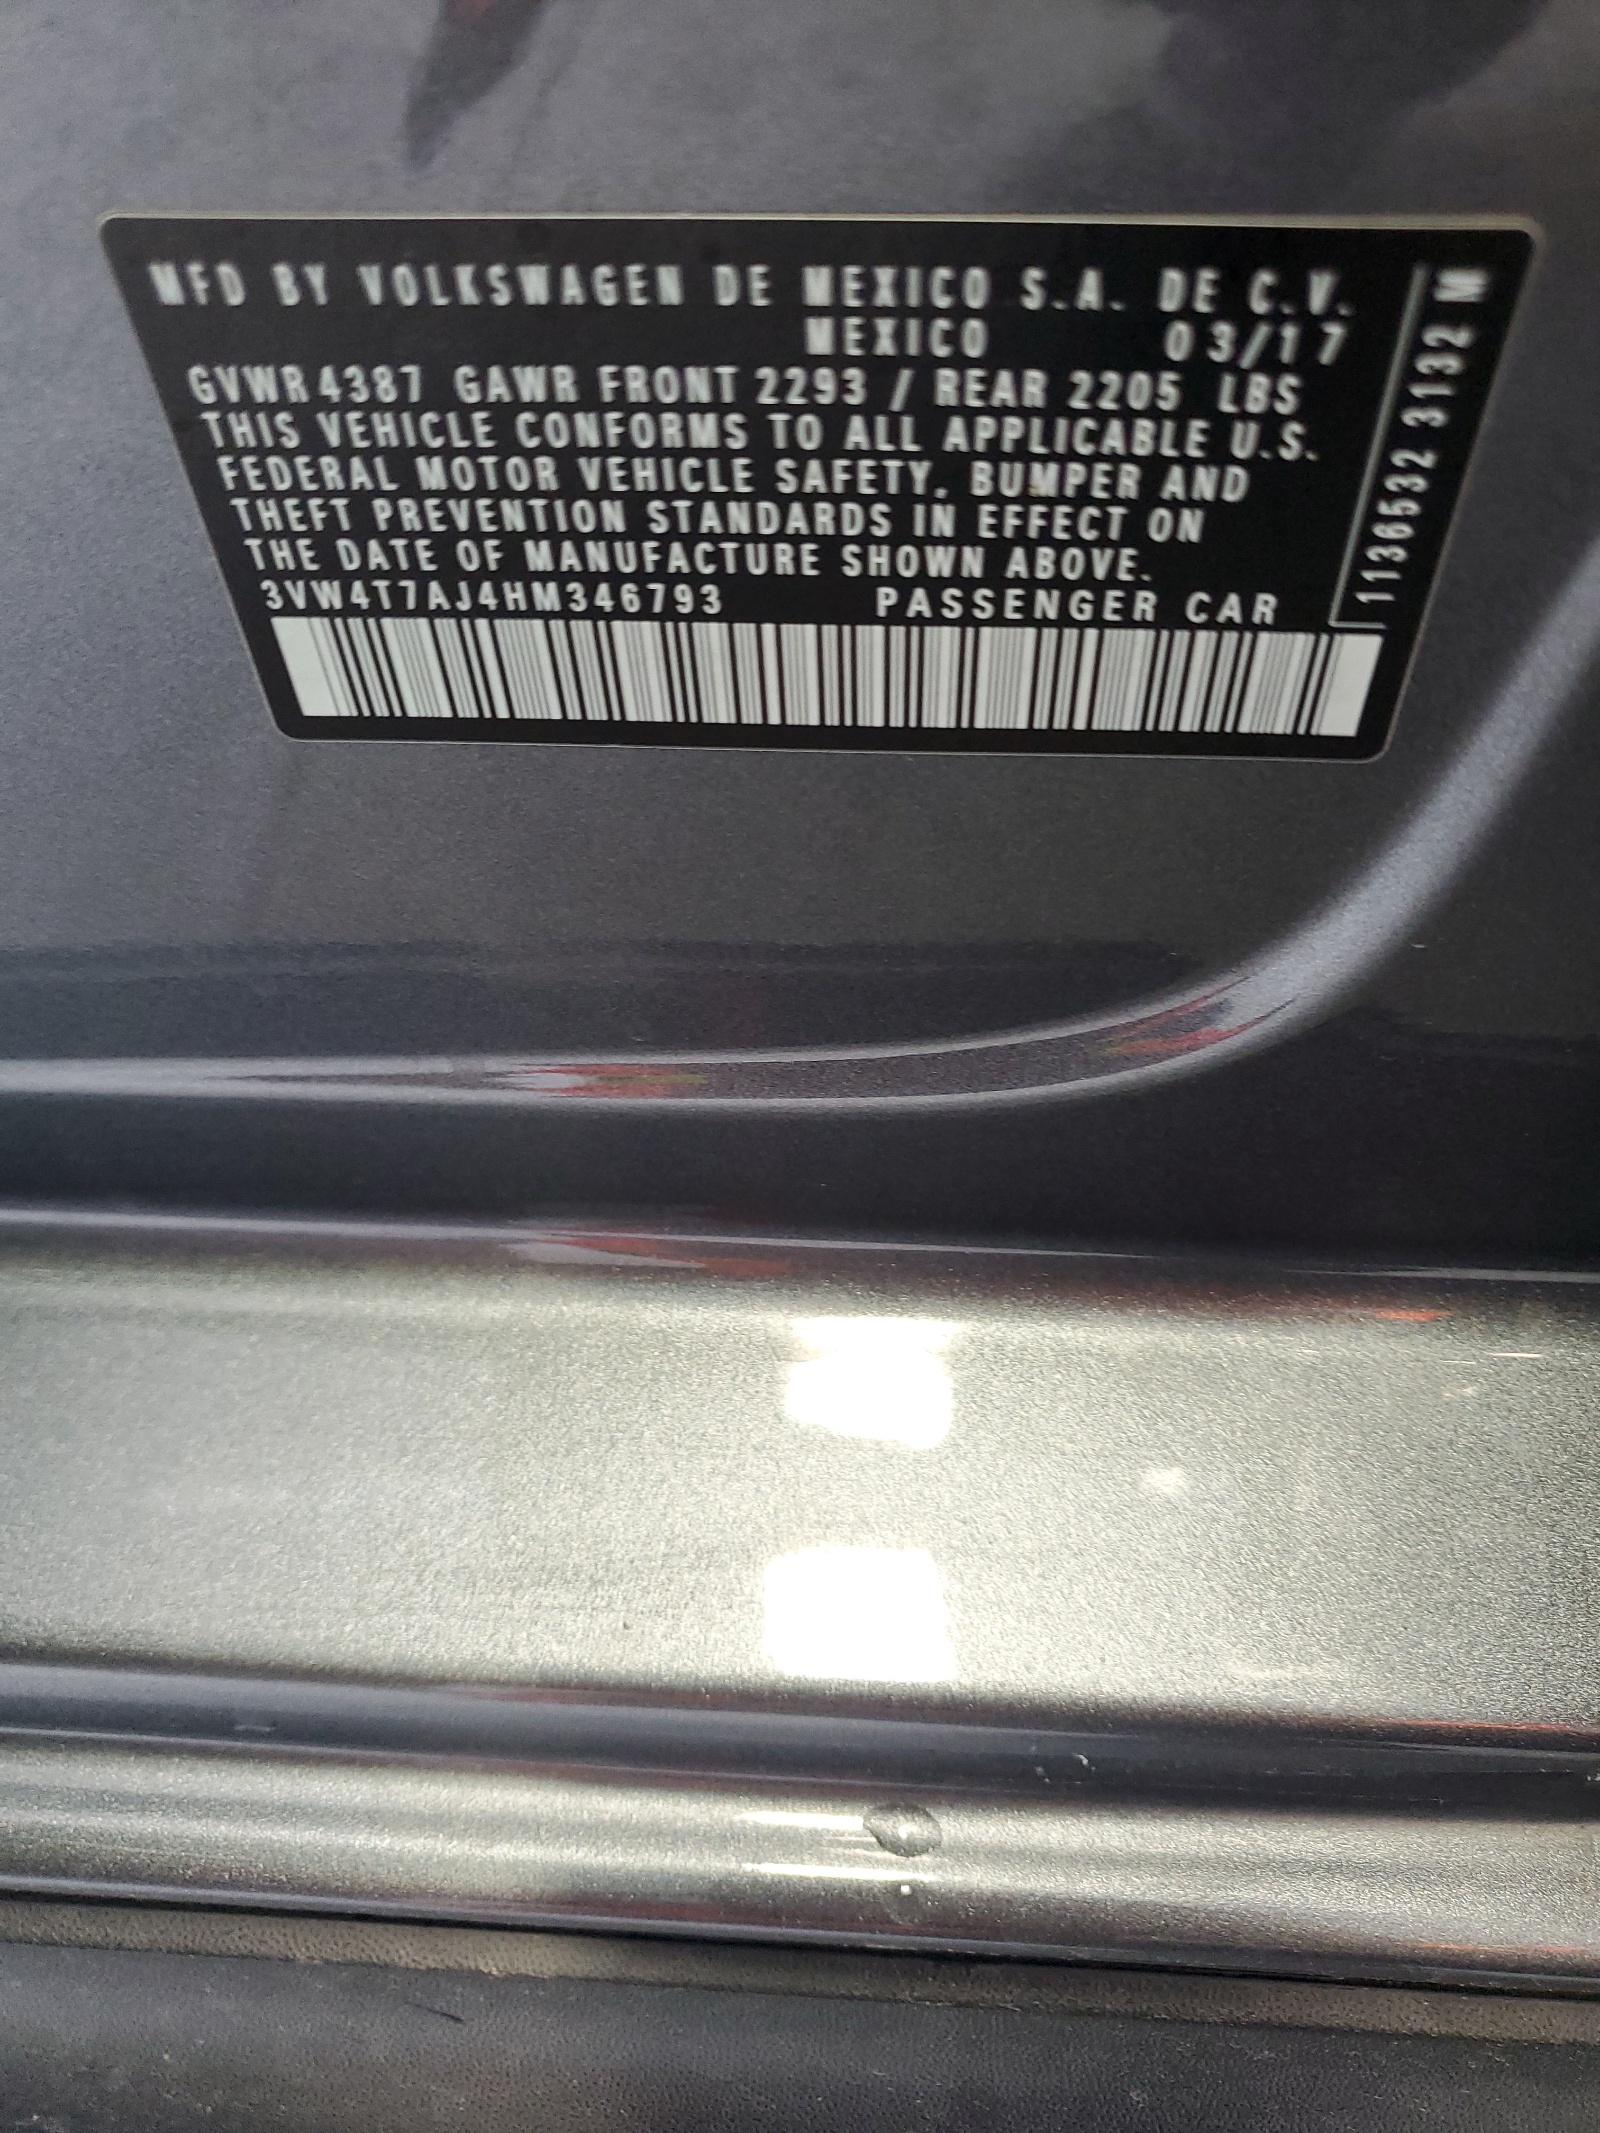 MFD BY VOLKSWAGEN DE MEXICO S.A. DE C.V.
MEXICO 03/17
GVWR 4387 GAWR FRONT 2293 / REAR 2205 LBS
THIS VEHICLE CONFORMS TO ALL APPLICABLE U.S.
FEDERAL MOTOR VEHICLE SAFETY, BUMPER AND
THEFT PREVENTION STANDARDS IN EFFECT ON
THE DATE OF MANUFACTURE SHOWN ABOVE.
3VW4T7AJ4HM346793 PASSENGER CAR
1136532 3132 M